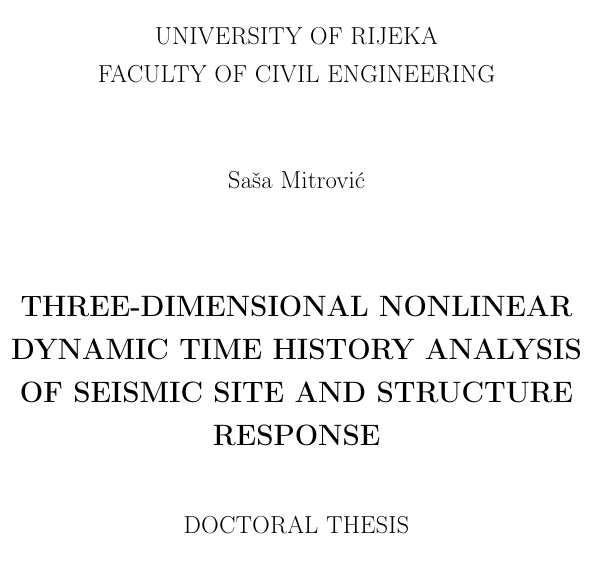 UNIVERSITY OF RIJEKA
FACULTY OF CIVIL ENGINEERING
Saša Mitrović
THREE-DIMENSIONAL NONLINEAR
DYNAMIC TIME HISTORY ANALYSIS
OF SEISMIC SITE AND STRUCTURE
RESPONSE
DOCTORAL THESIS